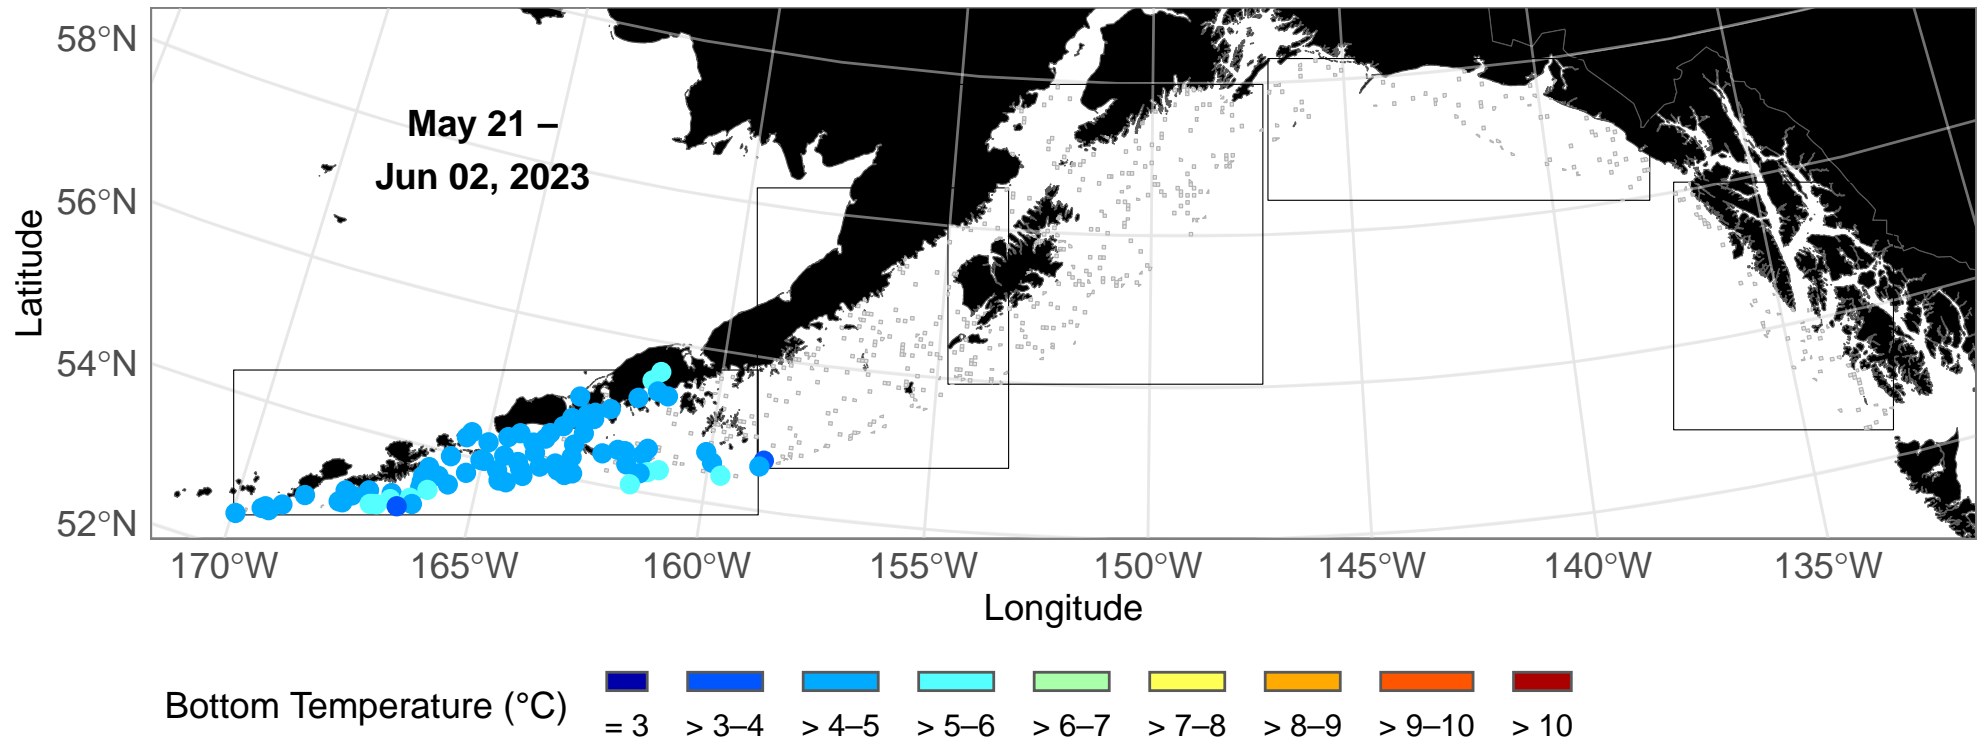 58°N
May 21 –
Jun 02, 2023
56°N
Latitude
54°N
52°N
170°W 165°W 160°W 155°W 150°W 145°W 140°W 135°W
Longitude
Bottom Temperature (°C)
= 3 > 3–4 > 4–5 > 5–6 > 6–7 > 7–8 > 8–9 > 9–10 > 10